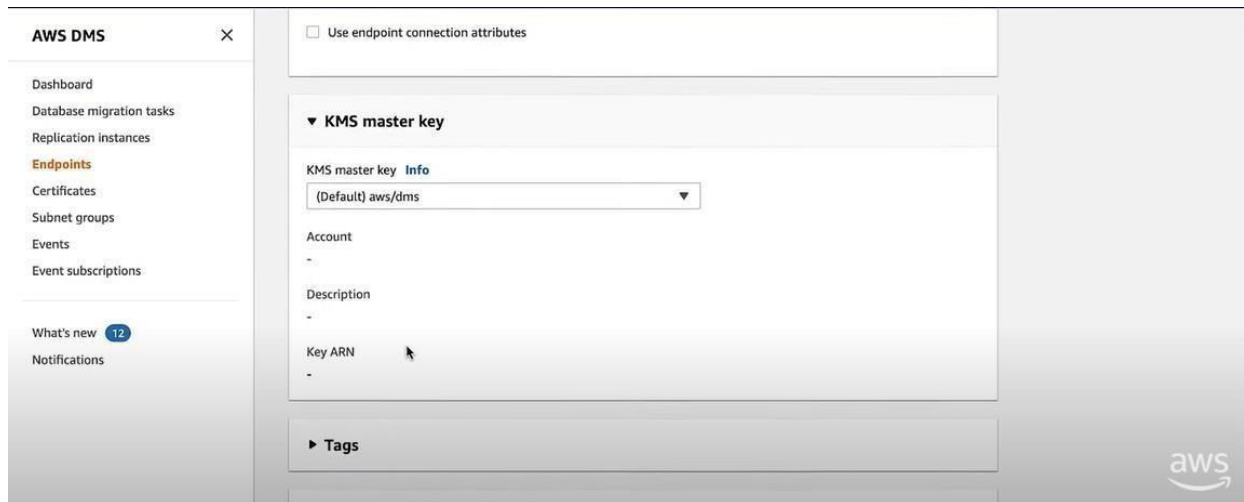 AWS DMS
Dashboard
Database migration tasks
Replication instances
Endpoints
Certificates
Subnet groups
Events
Event subscriptions
What's new 12
Notifications
Use endpoint connection attributes
KMS master key
KMS master key Info
(Default) aws/dms
Account
-
Description
-
Key ARN
-
Tags
aws